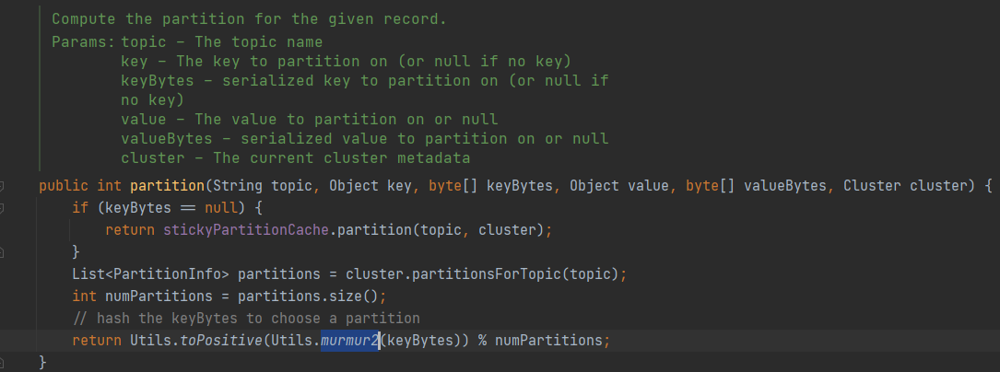 Compute the partition for the given record.
Params: topic – The topic name
key – The key to partition on (or null if no key)
keyBytes – serialized key to partition on (or null if
no key)
value – The value to partition on or null
valueBytes – serialized value to partition on or null
cluster – The current cluster metadata
public int partition(String topic, Object key, byte[] keyBytes, Object value, byte[] valueBytes, Cluster cluster) {
if (keyBytes == null) {
return stickyPartitionCache.partition(topic, cluster);
}
List<PartitionInfo> partitions = cluster.partitionsForTopic(topic);
int numPartitions = partitions.size();
// hash the keyBytes to choose a partition
return Utils.toPositive(Utils.murmur2(keyBytes)) % numPartitions;
}